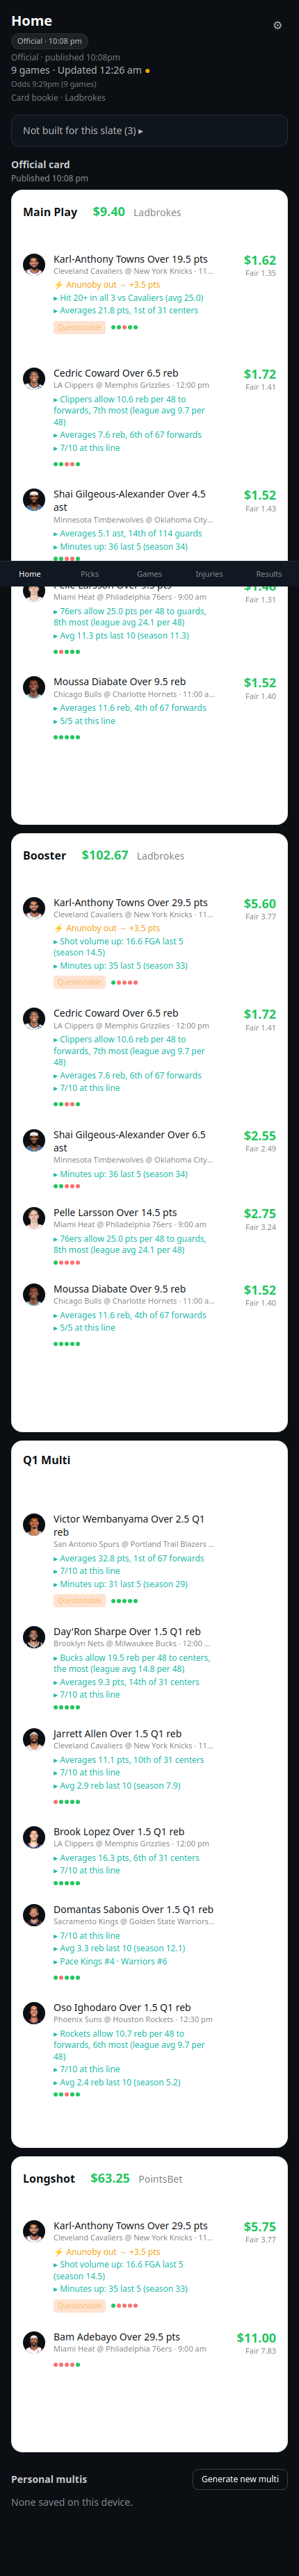 Home
⚙
Official · 10:08 pm
Official · published 10:08pm
9 games · Updated 12:26 am
Odds 9:29pm (9 games)
Card bookie · Ladbrokes
Not built for this slate (3) ▸
Official card
Published 10:08 pm
Main Play $9.40 Ladbrokes
Karl-Anthony Towns Over 19.5 pts $1.62
Cleveland Cavaliers @ New York Knicks · 11... Fair 1.35
⚡ Anunoby out → +3.5 pts
▸ Hit 20+ in all 3 vs Cavaliers (avg 25.0)
▸ Averages 21.8 pts, 1st of 31 centers
Questionable
Cedric Coward Over 6.5 reb $1.72
LA Clippers @ Memphis Grizzlies · 12:00 pm Fair 1.41
▸ Clippers allow 10.6 reb per 48 to
forwards, 7th most (league avg 9.7 per
48)
▸ Averages 7.6 reb, 6th of 67 forwards
▸ 7/10 at this line
Shai Gilgeous-Alexander Over 4.5 $1.52
ast Fair 1.43
Minnesota Timberwolves @ Oklahoma City...
▸ Averages 5.1 ast, 14th of 114 guards
▸ Minutes up: 36 last 5 (season 34)
Home Picks Games Injuries Results
Miami Heat @ Philadelphia 76ers · 9:00 am Fair 1.31
▸ 76ers allow 25.0 pts per 48 to guards,
8th most (league avg 24.1 per 48)
▸ Avg 11.3 pts last 10 (season 11.3)
Moussa Diabate Over 9.5 reb $1.52
Chicago Bulls @ Charlotte Hornets · 11:00 a... Fair 1.40
▸ Averages 11.6 reb, 4th of 67 forwards
▸ 5/5 at this line
Booster $102.67 Ladbrokes
Karl-Anthony Towns Over 29.5 pts $5.60
Cleveland Cavaliers @ New York Knicks · 11... Fair 3.77
⚡ Anunoby out → +3.5 pts
▸ Shot volume up: 16.6 FGA last 5
(season 14.5)
▸ Minutes up: 35 last 5 (season 33)
Questionable
Cedric Coward Over 6.5 reb $1.72
LA Clippers @ Memphis Grizzlies · 12:00 pm Fair 1.41
▸ Clippers allow 10.6 reb per 48 to
forwards, 7th most (league avg 9.7 per
48)
▸ Averages 7.6 reb, 6th of 67 forwards
▸ 7/10 at this line
Shai Gilgeous-Alexander Over 6.5 $2.55
ast Fair 2.49
Minnesota Timberwolves @ Oklahoma City...
▸ Minutes up: 36 last 5 (season 34)
Pelle Larsson Over 14.5 pts $2.75
Miami Heat @ Philadelphia 76ers · 9:00 am Fair 3.24
▸ 76ers allow 25.0 pts per 48 to guards,
8th most (league avg 24.1 per 48)
Moussa Diabate Over 9.5 reb $1.52
Chicago Bulls @ Charlotte Hornets · 11:00 a... Fair 1.40
▸ Averages 11.6 reb, 4th of 67 forwards
▸ 5/5 at this line
Q1 Multi
Victor Wembanyama Over 2.5 Q1
reb
San Antonio Spurs @ Portland Trail Blazers ...
▸ Averages 32.8 pts, 1st of 67 forwards
▸ 7/10 at this line
▸ Minutes up: 31 last 5 (season 29)
Questionable
Day'Ron Sharpe Over 1.5 Q1 reb
Brooklyn Nets @ Milwaukee Bucks · 12:00 ...
▸ Bucks allow 19.5 reb per 48 to centers,
the most (league avg 14.8 per 48)
▸ Averages 9.3 pts, 14th of 31 centers
▸ 7/10 at this line
Jarrett Allen Over 1.5 Q1 reb
Cleveland Cavaliers @ New York Knicks · 11...
▸ Averages 11.1 pts, 10th of 31 centers
▸ 7/10 at this line
▸ Avg 2.9 reb last 10 (season 7.9)
Brook Lopez Over 1.5 Q1 reb
LA Clippers @ Memphis Grizzlies · 12:00 pm
▸ Averages 16.3 pts, 6th of 31 centers
▸ 7/10 at this line
Domantas Sabonis Over 1.5 Q1 reb
Sacramento Kings @ Golden State Warriors...
▸ 7/10 at this line
▸ Avg 3.3 reb last 10 (season 12.1)
▸ Pace Kings #4 · Warriors #6
Oso Ighodaro Over 1.5 Q1 reb
Phoenix Suns @ Houston Rockets · 12:30 pm
▸ Rockets allow 10.7 reb per 48 to
forwards, 6th most (league avg 9.7 per
48)
▸ 7/10 at this line
▸ Avg 2.4 reb last 10 (season 5.2)
Longshot $63.25 PointsBet
Karl-Anthony Towns Over 29.5 pts $5.75
Cleveland Cavaliers @ New York Knicks · 11... Fair 3.77
⚡ Anunoby out → +3.5 pts
▸ Shot volume up: 16.6 FGA last 5
(season 14.5)
▸ Minutes up: 35 last 5 (season 33)
Questionable
Bam Adebayo Over 29.5 pts $11.00
Miami Heat @ Philadelphia 76ers · 9:00 am Fair 7.83
Personal multis Generate new multi
None saved on this device.